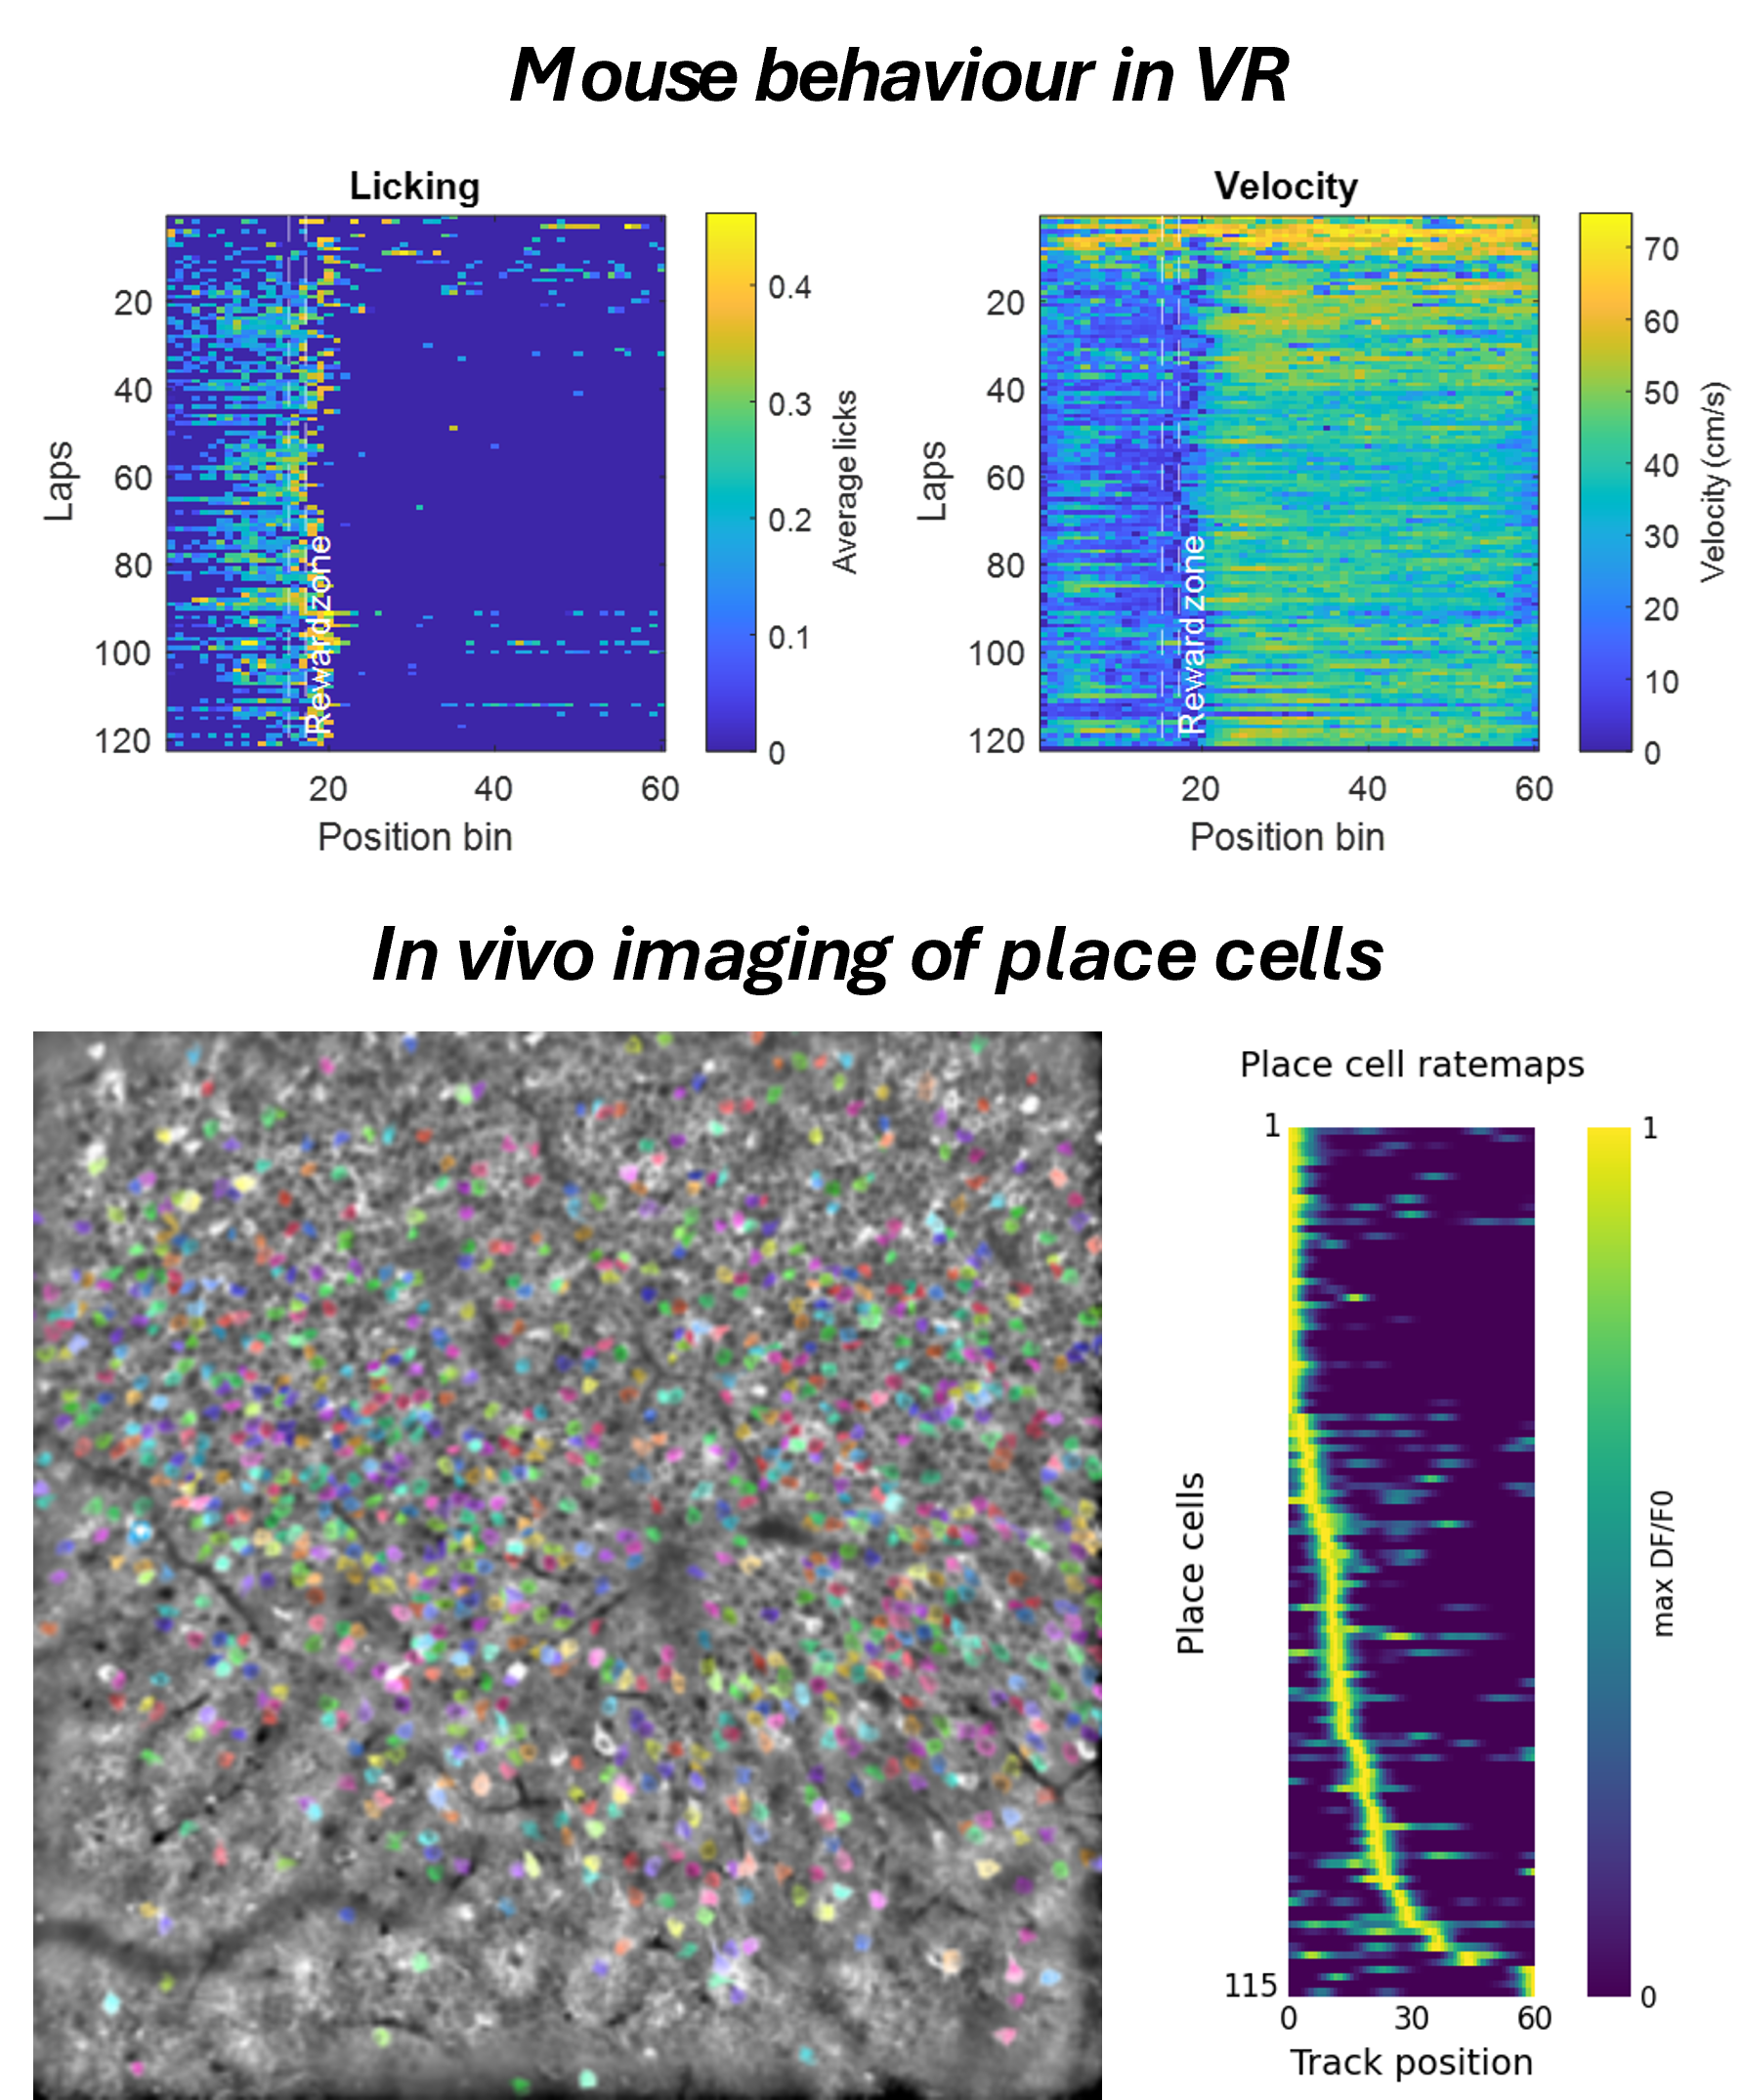 Mouse behaviour in VR
Licking
20
40
60
80
100
120
Laps
Reward zone
20
40
60
Position bin
0.4
0.3
0.2
0.1
0
Average licks
Velocity
20
40
60
80
100
120
Laps
Reward zone
20
40
60
Position bin
70
60
50
40
30
20
10
0
Velocity (cm/s)
In vivo imaging of place cells
Place cell ratemaps
1
115
Place cells
0
30
60
Track position
1
0
max DF/F0